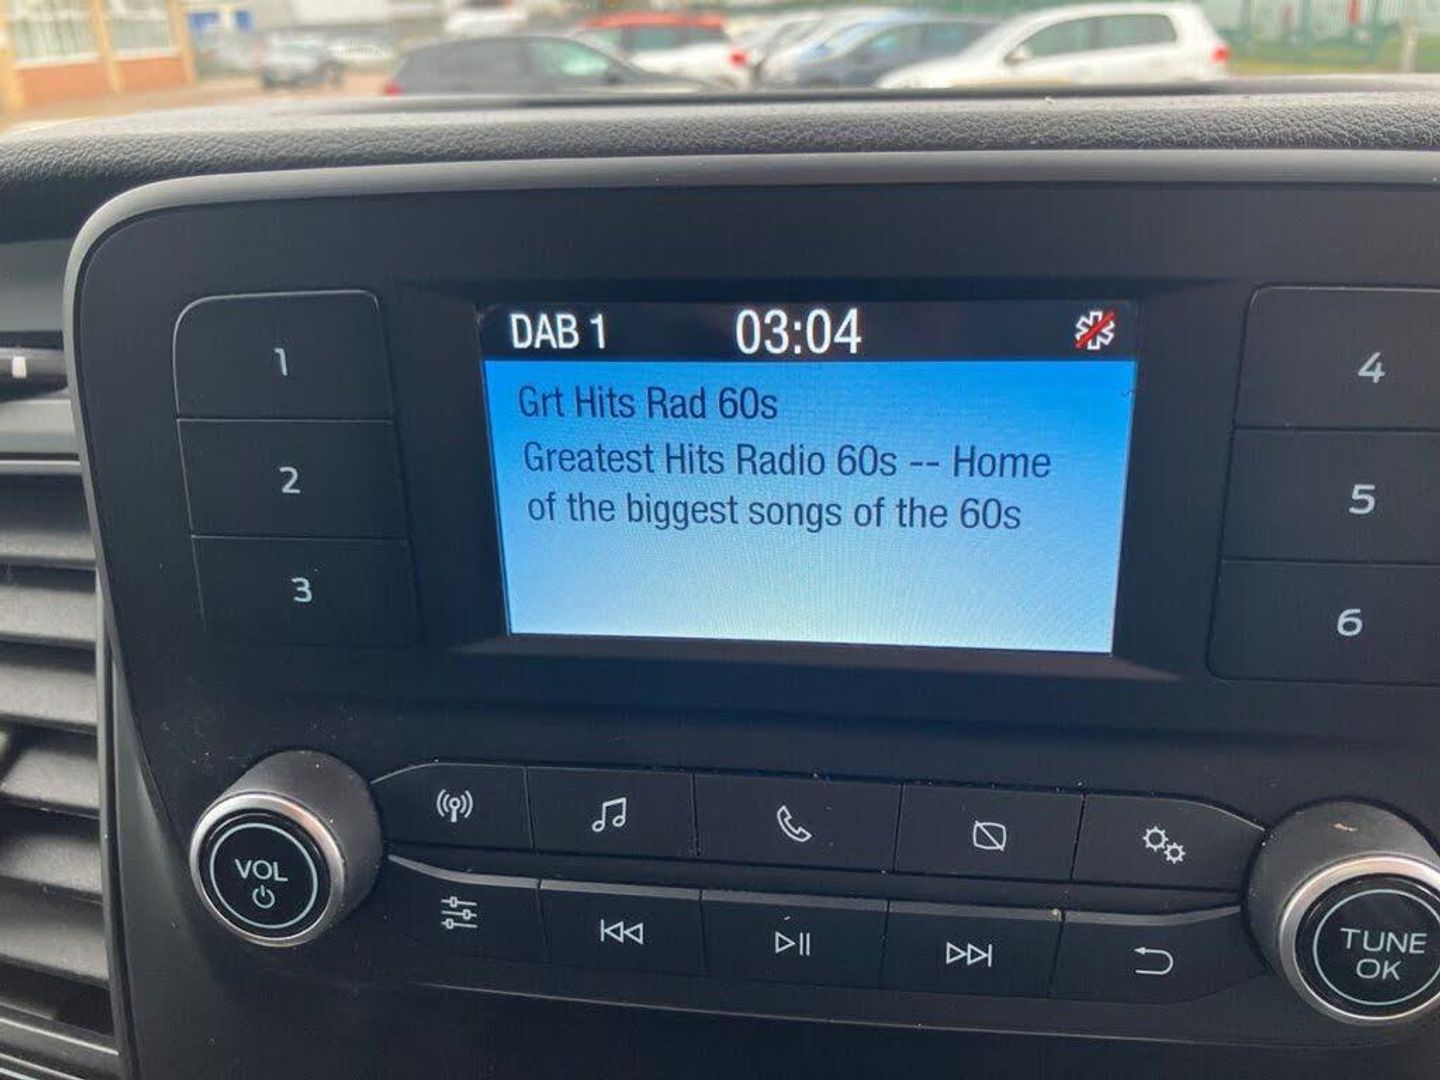 DAB 1 03:04
Grt Hits Rad 60s
Greatest Hits Radio 60s -- Home
of the biggest songs of the 60s
1
2
3
4
5
6
VOL
TUNE
OK